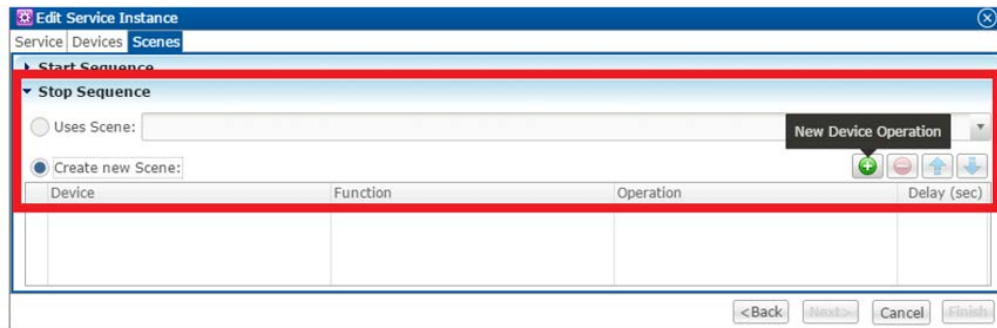 Edit Service Instance
Service Devices Scenes
Start Sequence
Stop Sequence
Uses Scene:
New Device Operation
Create new Scene:
Device Function Operation Delay (sec)
<Back Next> Cancel Finish